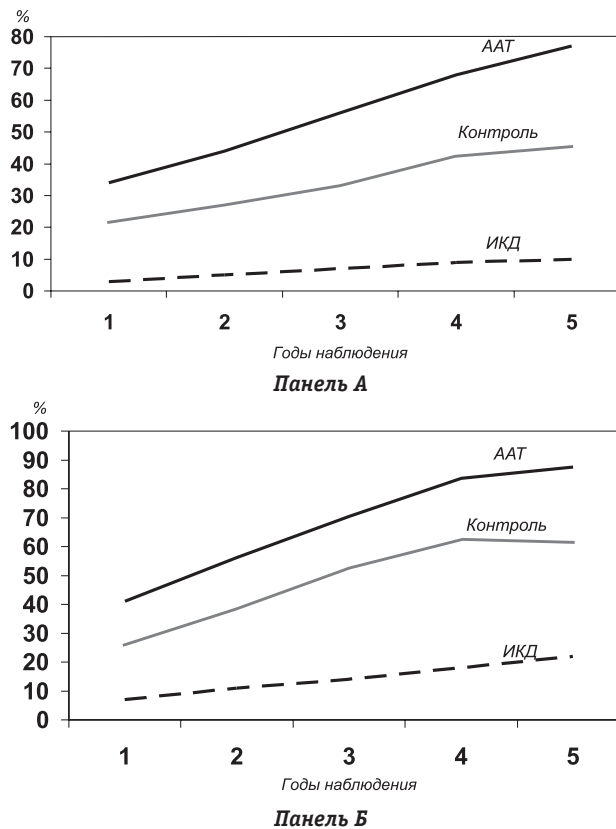 %
80
ААТ
70
60
50
Контроль
40
30
20
ИКД
10
0
1 2 3 4 5
Годы наблюдения
Панель А
%
100
90
ААТ
80
70
Контроль
60
50
40
30
ИКД
20
10
0
1 2 3 4 5
Годы наблюдения
Панель Б